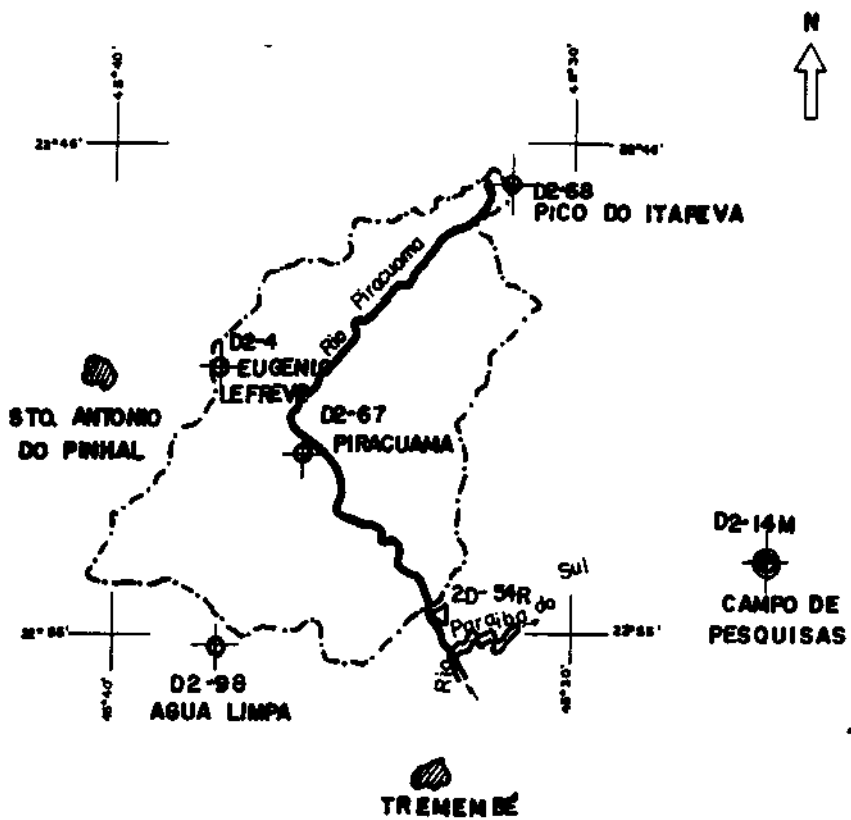 N
D2-68
PICO DO ITAPEVA
Rio Piracuama
D2-4
EUGENIO
LEFREVE
STO. ANTONIO
DO PINHAL
D2-67
PIRACUAMA
D2-14M
CAMPO DE
PESQUISAS
2D-54R
Rio Paraiba do Sul
D2-98
AGUA LIMPA
TREMEMBÉ